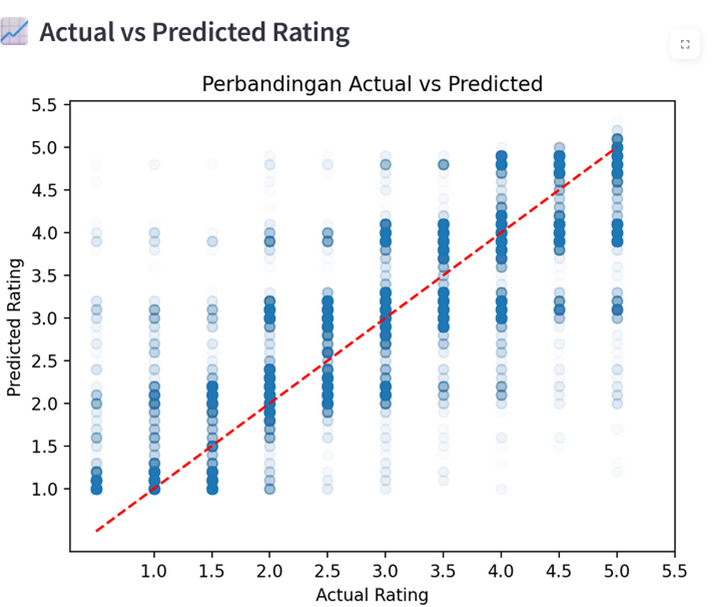 Actual vs Predicted Rating
Perbandingan Actual vs Predicted
5.5
5.0
4.5
4.0
3.5
3.0
2.5
2.0
1.5
1.0
Predicted Rating
1.0 1.5 2.0 2.5 3.0 3.5 4.0 4.5 5.0 5.5
Actual Rating